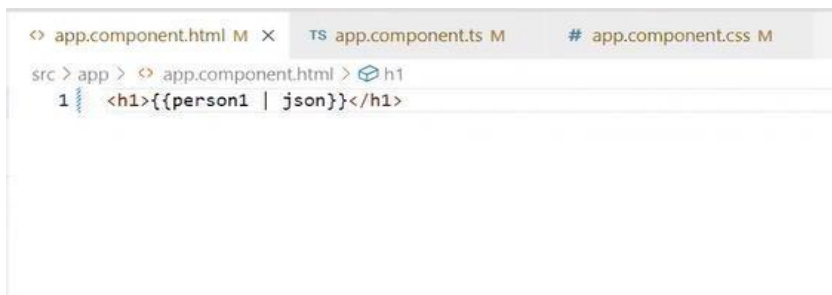 <> app.component.html M × TS app.component.ts M # app.component.css M
src > app > <> app.component.html > h1
1 <h1>{{person1 | json}}</h1>